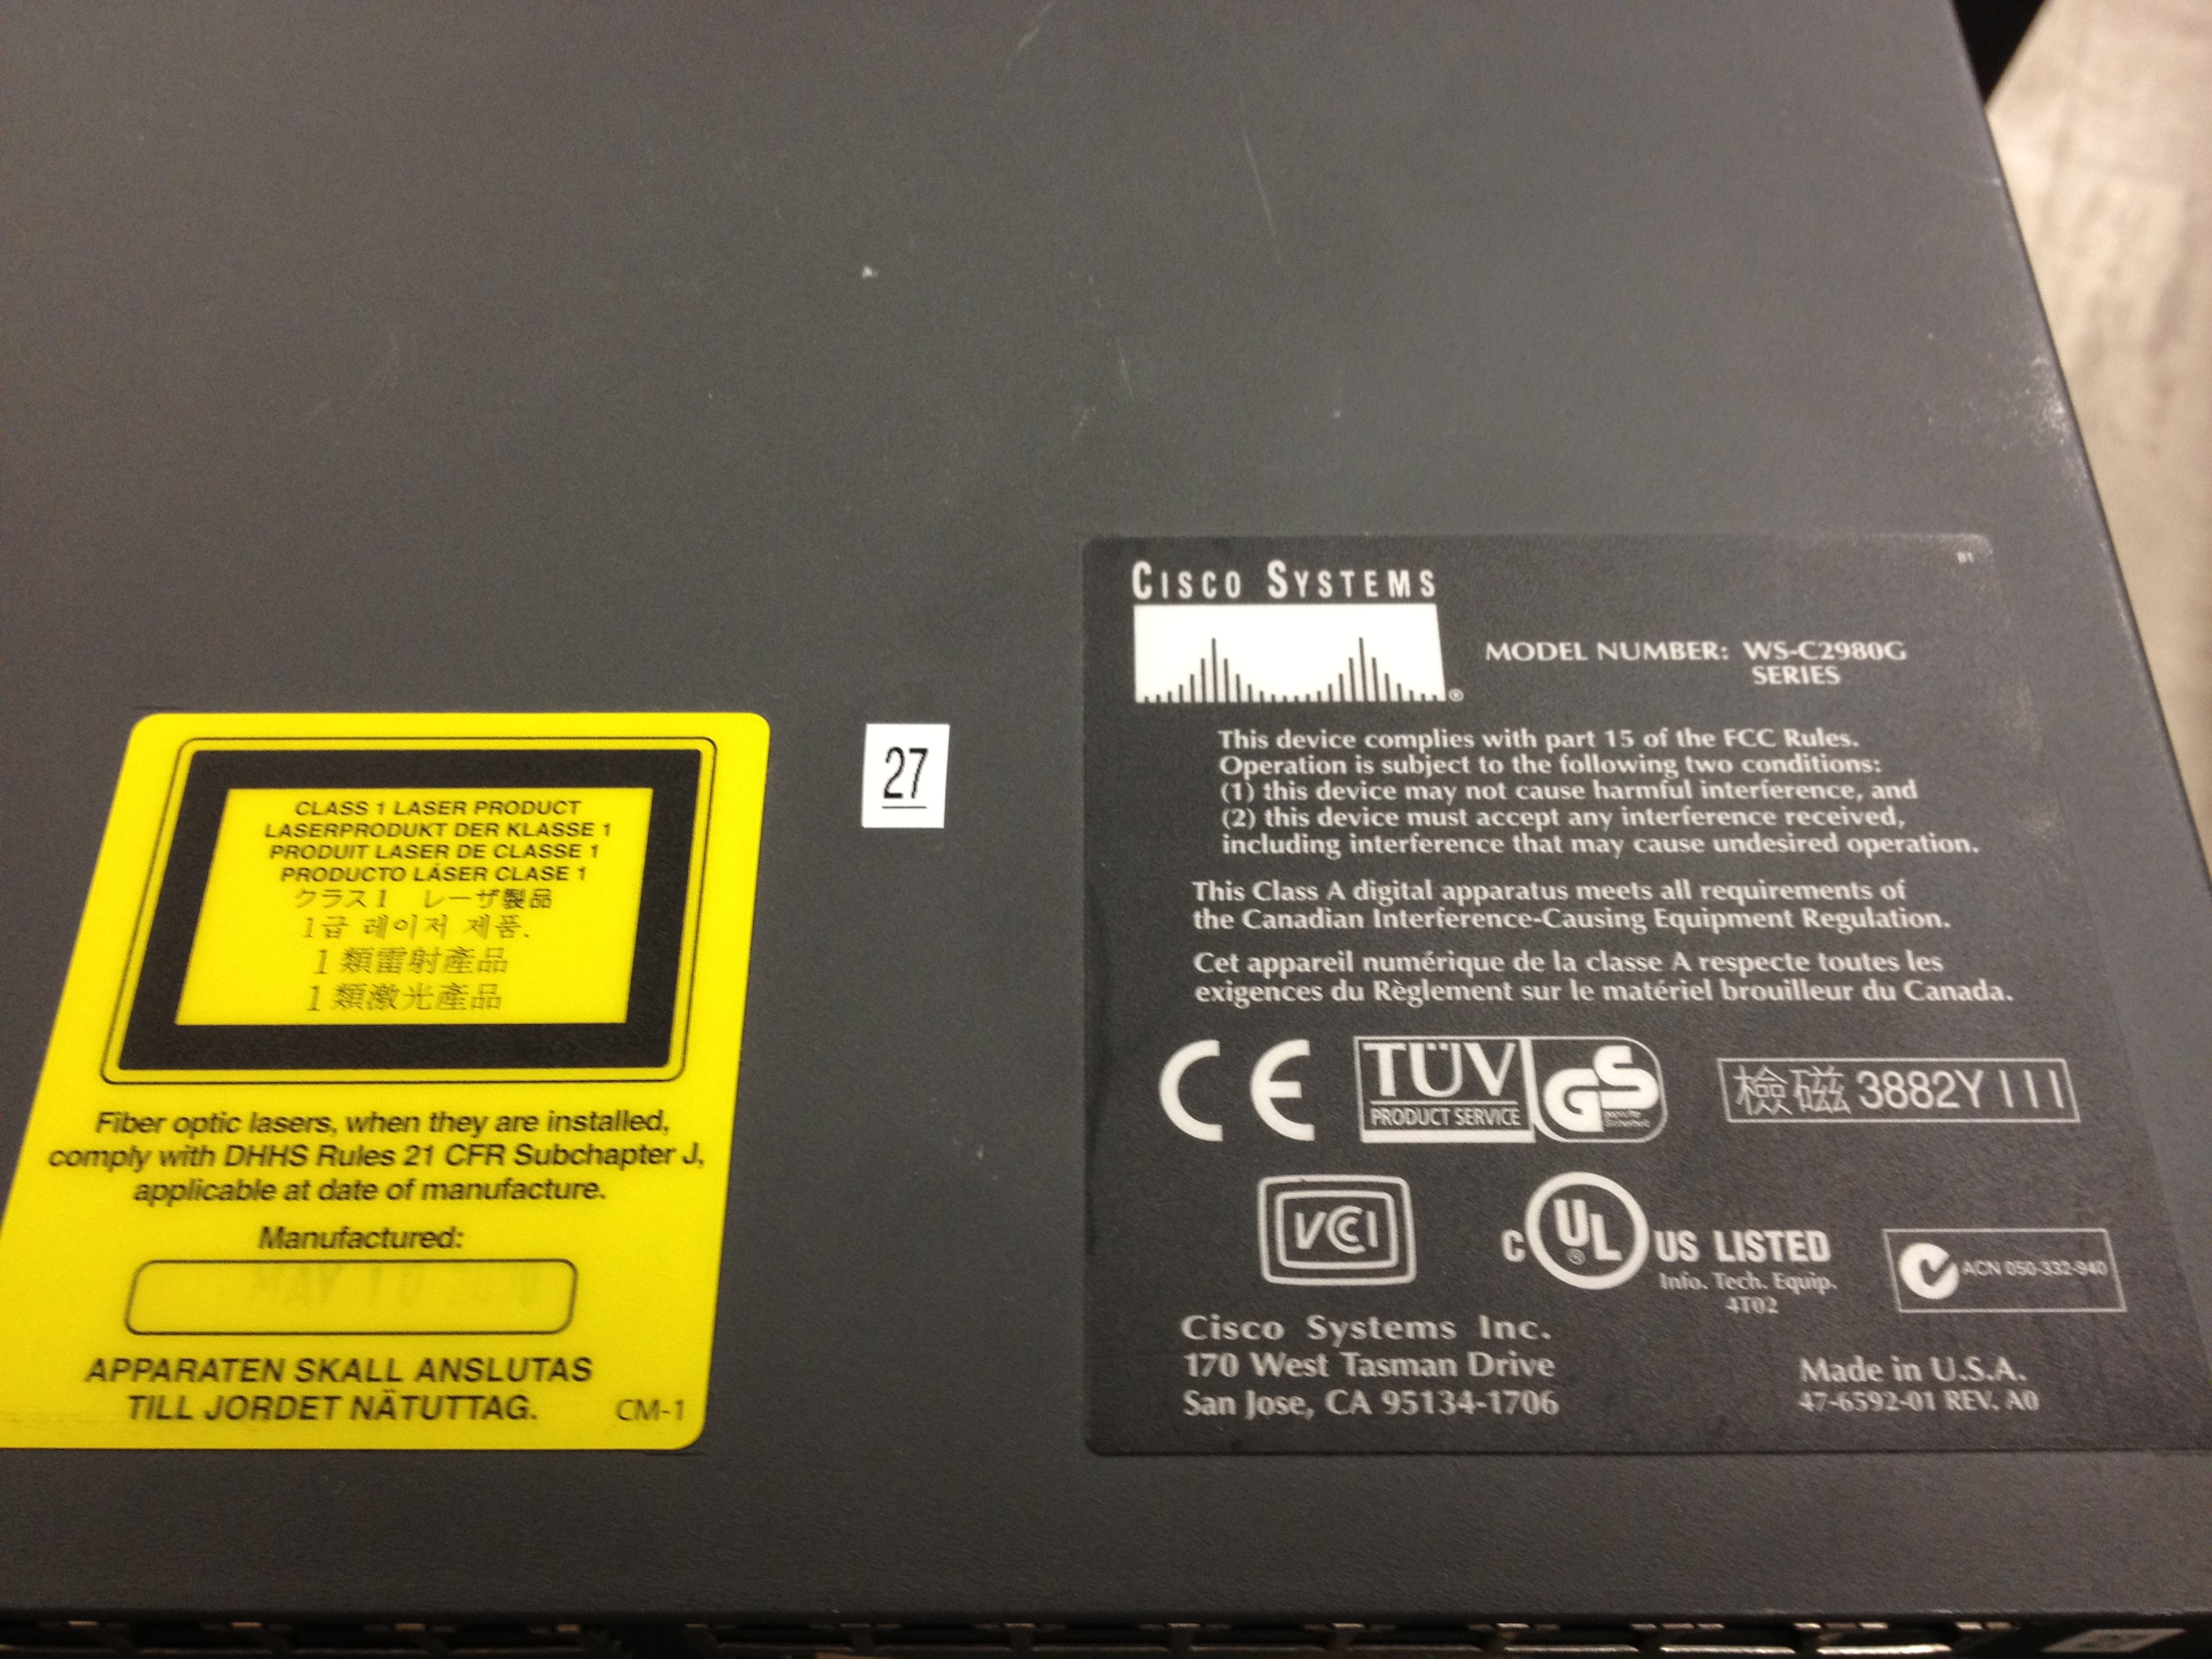 CLASS 1 LASER PRODUCT
LASERPRODUKT DER KLASSE 1
PRODUIT LASER DE CLASSE 1
PRODUCTO LÁSER CLASE 1
クラス1 レーザ製品
1급 레이저 제품.
1類雷射產品
1類激光產品
Fiber optic lasers, when they are installed,
comply with DHHS Rules 21 CFR Subchapter J,
applicable at date of manufacture.
Manufactured:
MAY
APPARATEN SKALL ANSLUTAS
TILL JORDET NÄTUTTAG.
CM-1
27
B1
CISCO SYSTEMS
®
MODEL NUMBER: WS-C2980G
SERIES
This device complies with part 15 of the FCC Rules.
Operation is subject to the following two conditions:
(1) this device may not cause harmful interference, and
(2) this device must accept any interference received,
including interference that may cause undesired operation.
This Class A digital apparatus meets all requirements of
the Canadian Interference-Causing Equipment Regulation.
Cet appareil numérique de la classe A respecte toutes les
exigences du Règlement sur le matériel brouilleur du Canada.
CE
TÜV
PRODUCT SERVICE
GS
檢磁 3882Y111
VCCI
C UL ® US LISTED
Info. Tech. Equip.
4T02
ACN 050-332-940
Cisco Systems Inc.
170 West Tasman Drive
San Jose, CA 95134-1706
Made in U.S.A.
47-6592-01 REV. A0